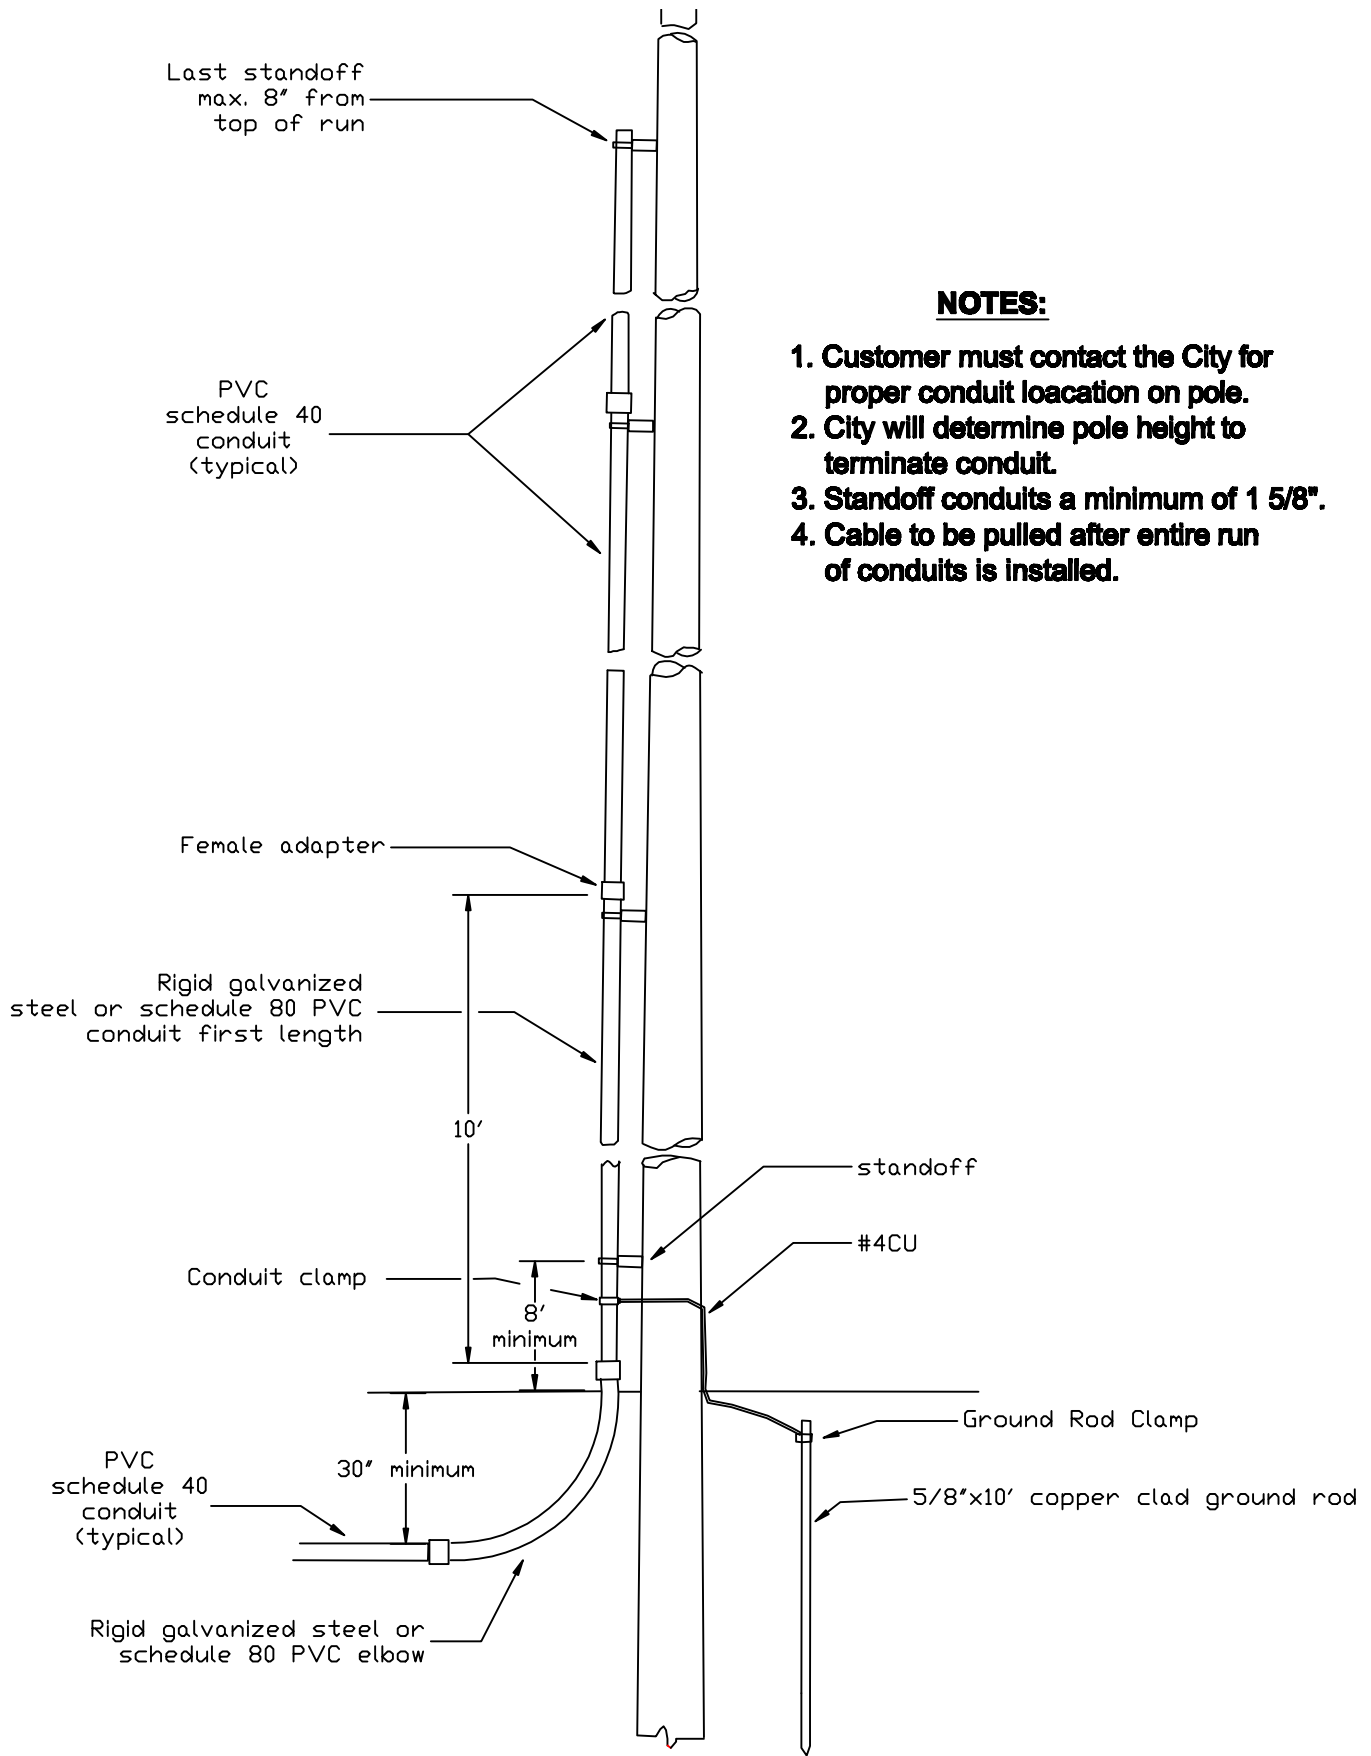 Last standoff
max. 8" from
top of run
NOTES:
1. Customer must contact the City for
proper conduit loacation on pole.
2. City will determine pole height to
terminate conduit.
3. Standoff conduits a minimum of 1 5/8".
4. Cable to be pulled after entire run
of conduits is installed.
PVC
schedule 40
conduit
(typical)
Female adapter
Rigid galvanized
steel or schedule 80 PVC
conduit first length
10'
standoff
#4CU
Conduit clamp
8'
minimum
Ground Rod Clamp
30" minimum
PVC
schedule 40
conduit
(typical)
5/8"x10' copper clad ground rod
Rigid galvanized steel or
schedule 80 PVC elbow